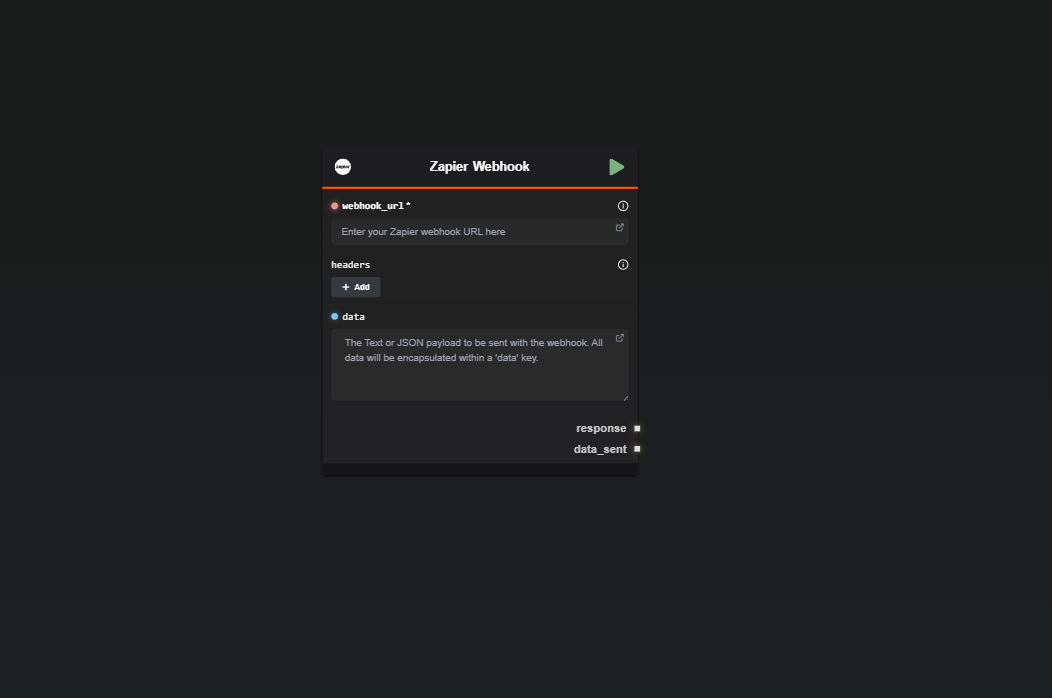 zapier
Zapier Webhook
webhook_url*
Enter your Zapier webhook URL here
headers
+ Add
data
The Text or JSON payload to be sent with the webhook. All
data will be encapsulated within a 'data' key.
response
data_sent